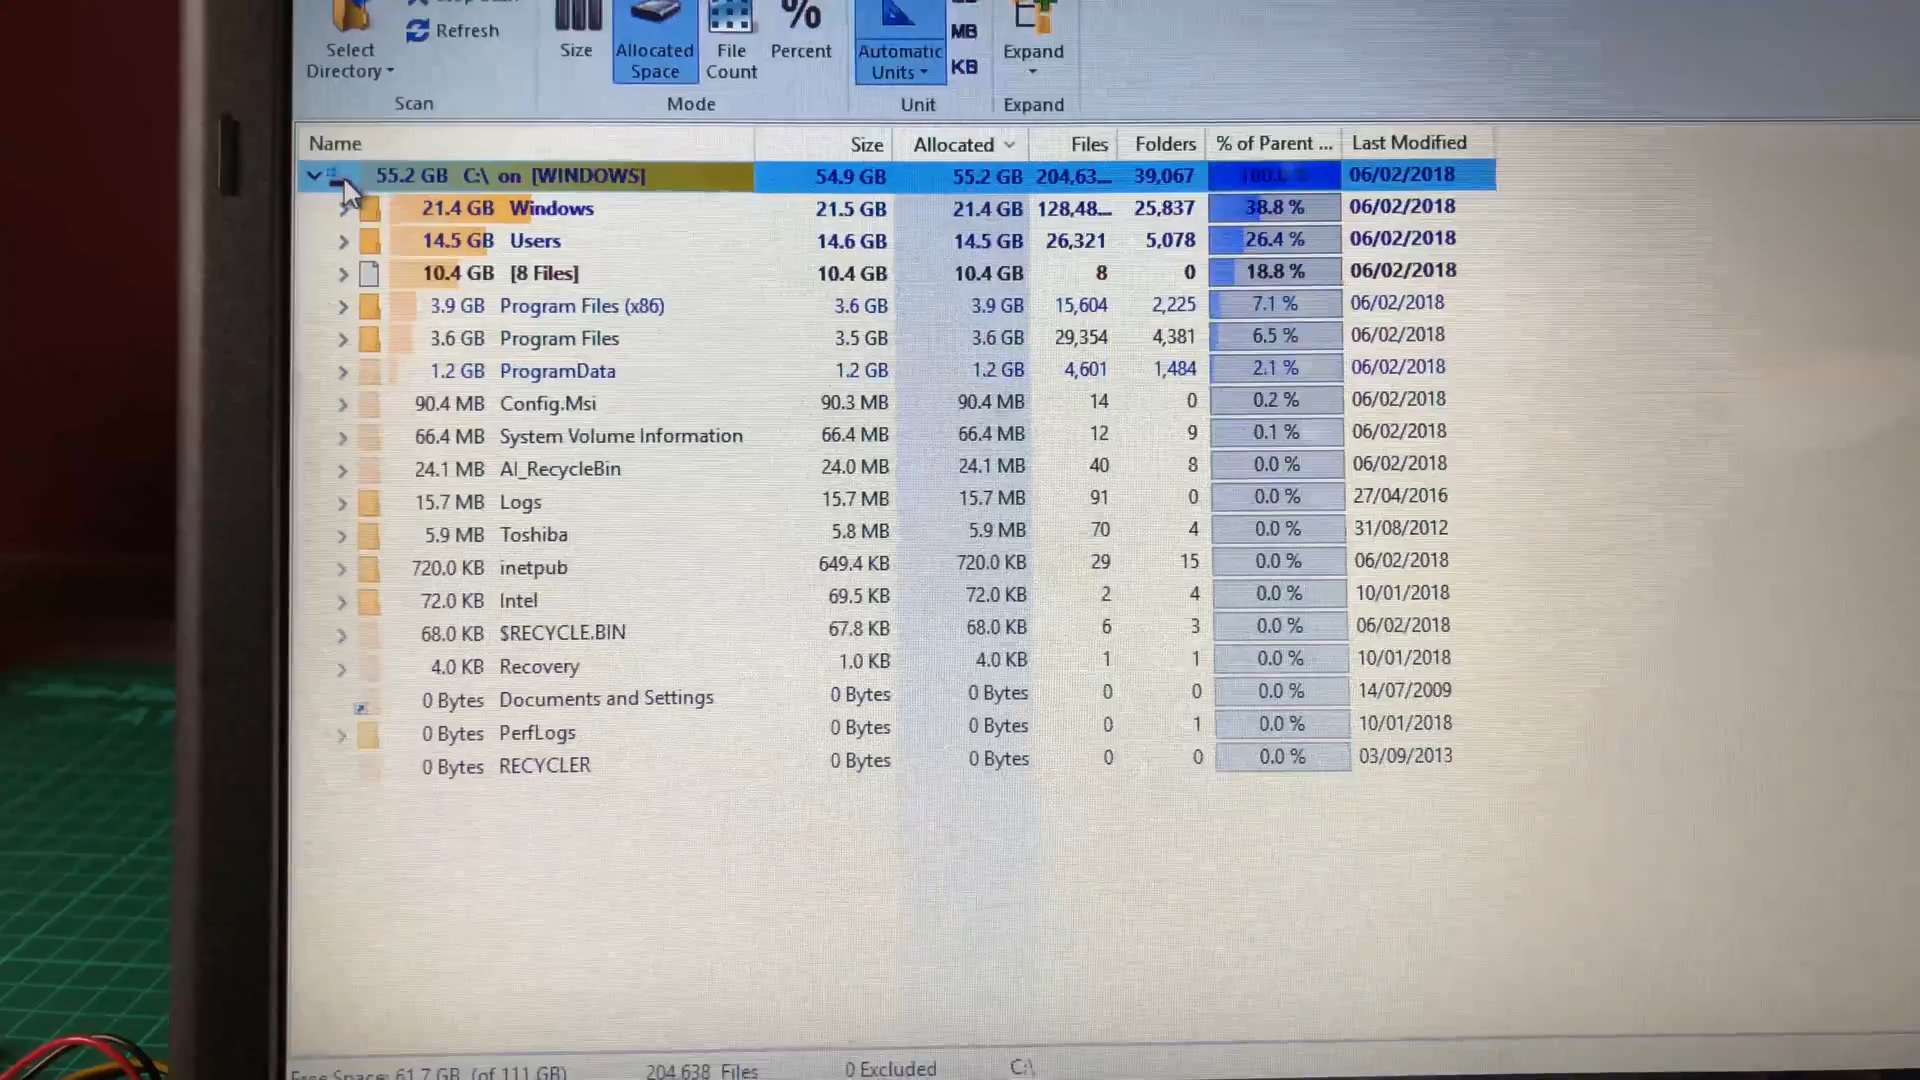 Refresh
Select Directory
Size
Allocated Space
File Count
Percent
Automatic Units
MB
KB
Expand
Scan
Mode
Unit
Expand
Name Size Allocated Files Folders % of Parent ... Last Modified
55.2 GB C:\ on [WINDOWS] 54.9 GB 55.2 GB 204,63... 39,067 100.0 % 06/02/2018
21.4 GB Windows 21.5 GB 21.4 GB 128,48... 25,837 38.8 % 06/02/2018
14.5 GB Users 14.6 GB 14.5 GB 26,321 5,078 26.4 % 06/02/2018
10.4 GB [8 Files] 10.4 GB 10.4 GB 8 0 18.8 % 06/02/2018
3.9 GB Program Files (x86) 3.6 GB 3.9 GB 15,604 2,225 7.1 % 06/02/2018
3.6 GB Program Files 3.5 GB 3.6 GB 29,354 4,381 6.5 % 06/02/2018
1.2 GB ProgramData 1.2 GB 1.2 GB 4,601 1,484 2.1 % 06/02/2018
90.4 MB Config.Msi 90.3 MB 90.4 MB 14 0 0.2 % 06/02/2018
66.4 MB System Volume Information 66.4 MB 66.4 MB 12 9 0.1 % 06/02/2018
24.1 MB AI_RecycleBin 24.0 MB 24.1 MB 40 8 0.0 % 06/02/2018
15.7 MB Logs 15.7 MB 15.7 MB 91 0 0.0 % 27/04/2016
5.9 MB Toshiba 5.8 MB 5.9 MB 70 4 0.0 % 31/08/2012
720.0 KB inetpub 649.4 KB 720.0 KB 29 15 0.0 % 06/02/2018
72.0 KB Intel 69.5 KB 72.0 KB 2 4 0.0 % 10/01/2018
68.0 KB $RECYCLE.BIN 67.8 KB 68.0 KB 6 3 0.0 % 06/02/2018
4.0 KB Recovery 1.0 KB 4.0 KB 1 1 0.0 % 10/01/2018
0 Bytes Documents and Settings 0 Bytes 0 Bytes 0 0 0.0 % 14/07/2009
0 Bytes PerfLogs 0 Bytes 0 Bytes 0 1 0.0 % 10/01/2018
0 Bytes RECYCLER 0 Bytes 0 Bytes 0 0 0.0 % 03/09/2013
Free Space: 61.7 GB (of 111 GB) 204,638 Files 0 Excluded C:\